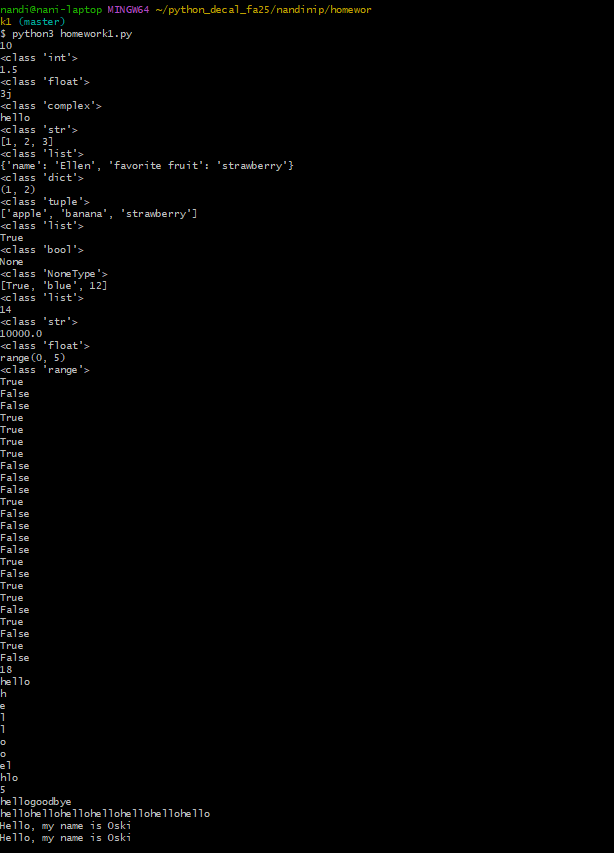 nandi@nani-laptop MINGW64 ~/python_decal_fa25/nandinip/homewor
k1 (master)
$ python3 homework1.py
10
<class 'int'>
1.5
<class 'float'>
3j
<class 'complex'>
hello
<class 'str'>
[1, 2, 3]
<class 'list'>
{'name': 'Ellen', 'favorite fruit': 'strawberry'}
<class 'dict'>
(1, 2)
<class 'tuple'>
['apple', 'banana', 'strawberry']
<class 'list'>
True
<class 'bool'>
None
<class 'NoneType'>
[True, 'blue', 12]
<class 'list'>
14
<class 'str'>
10000.0
<class 'float'>
range(0, 5)
<class 'range'>
True
False
False
True
True
True
True
False
False
False
True
False
False
False
False
True
False
True
True
False
True
False
True
False
18
hello
h
e
l
l
o
o
el
hlo
5
hellogoodbye
hellohellohellohellohellohellohello
Hello, my name is Oski
Hello, my name is Oski